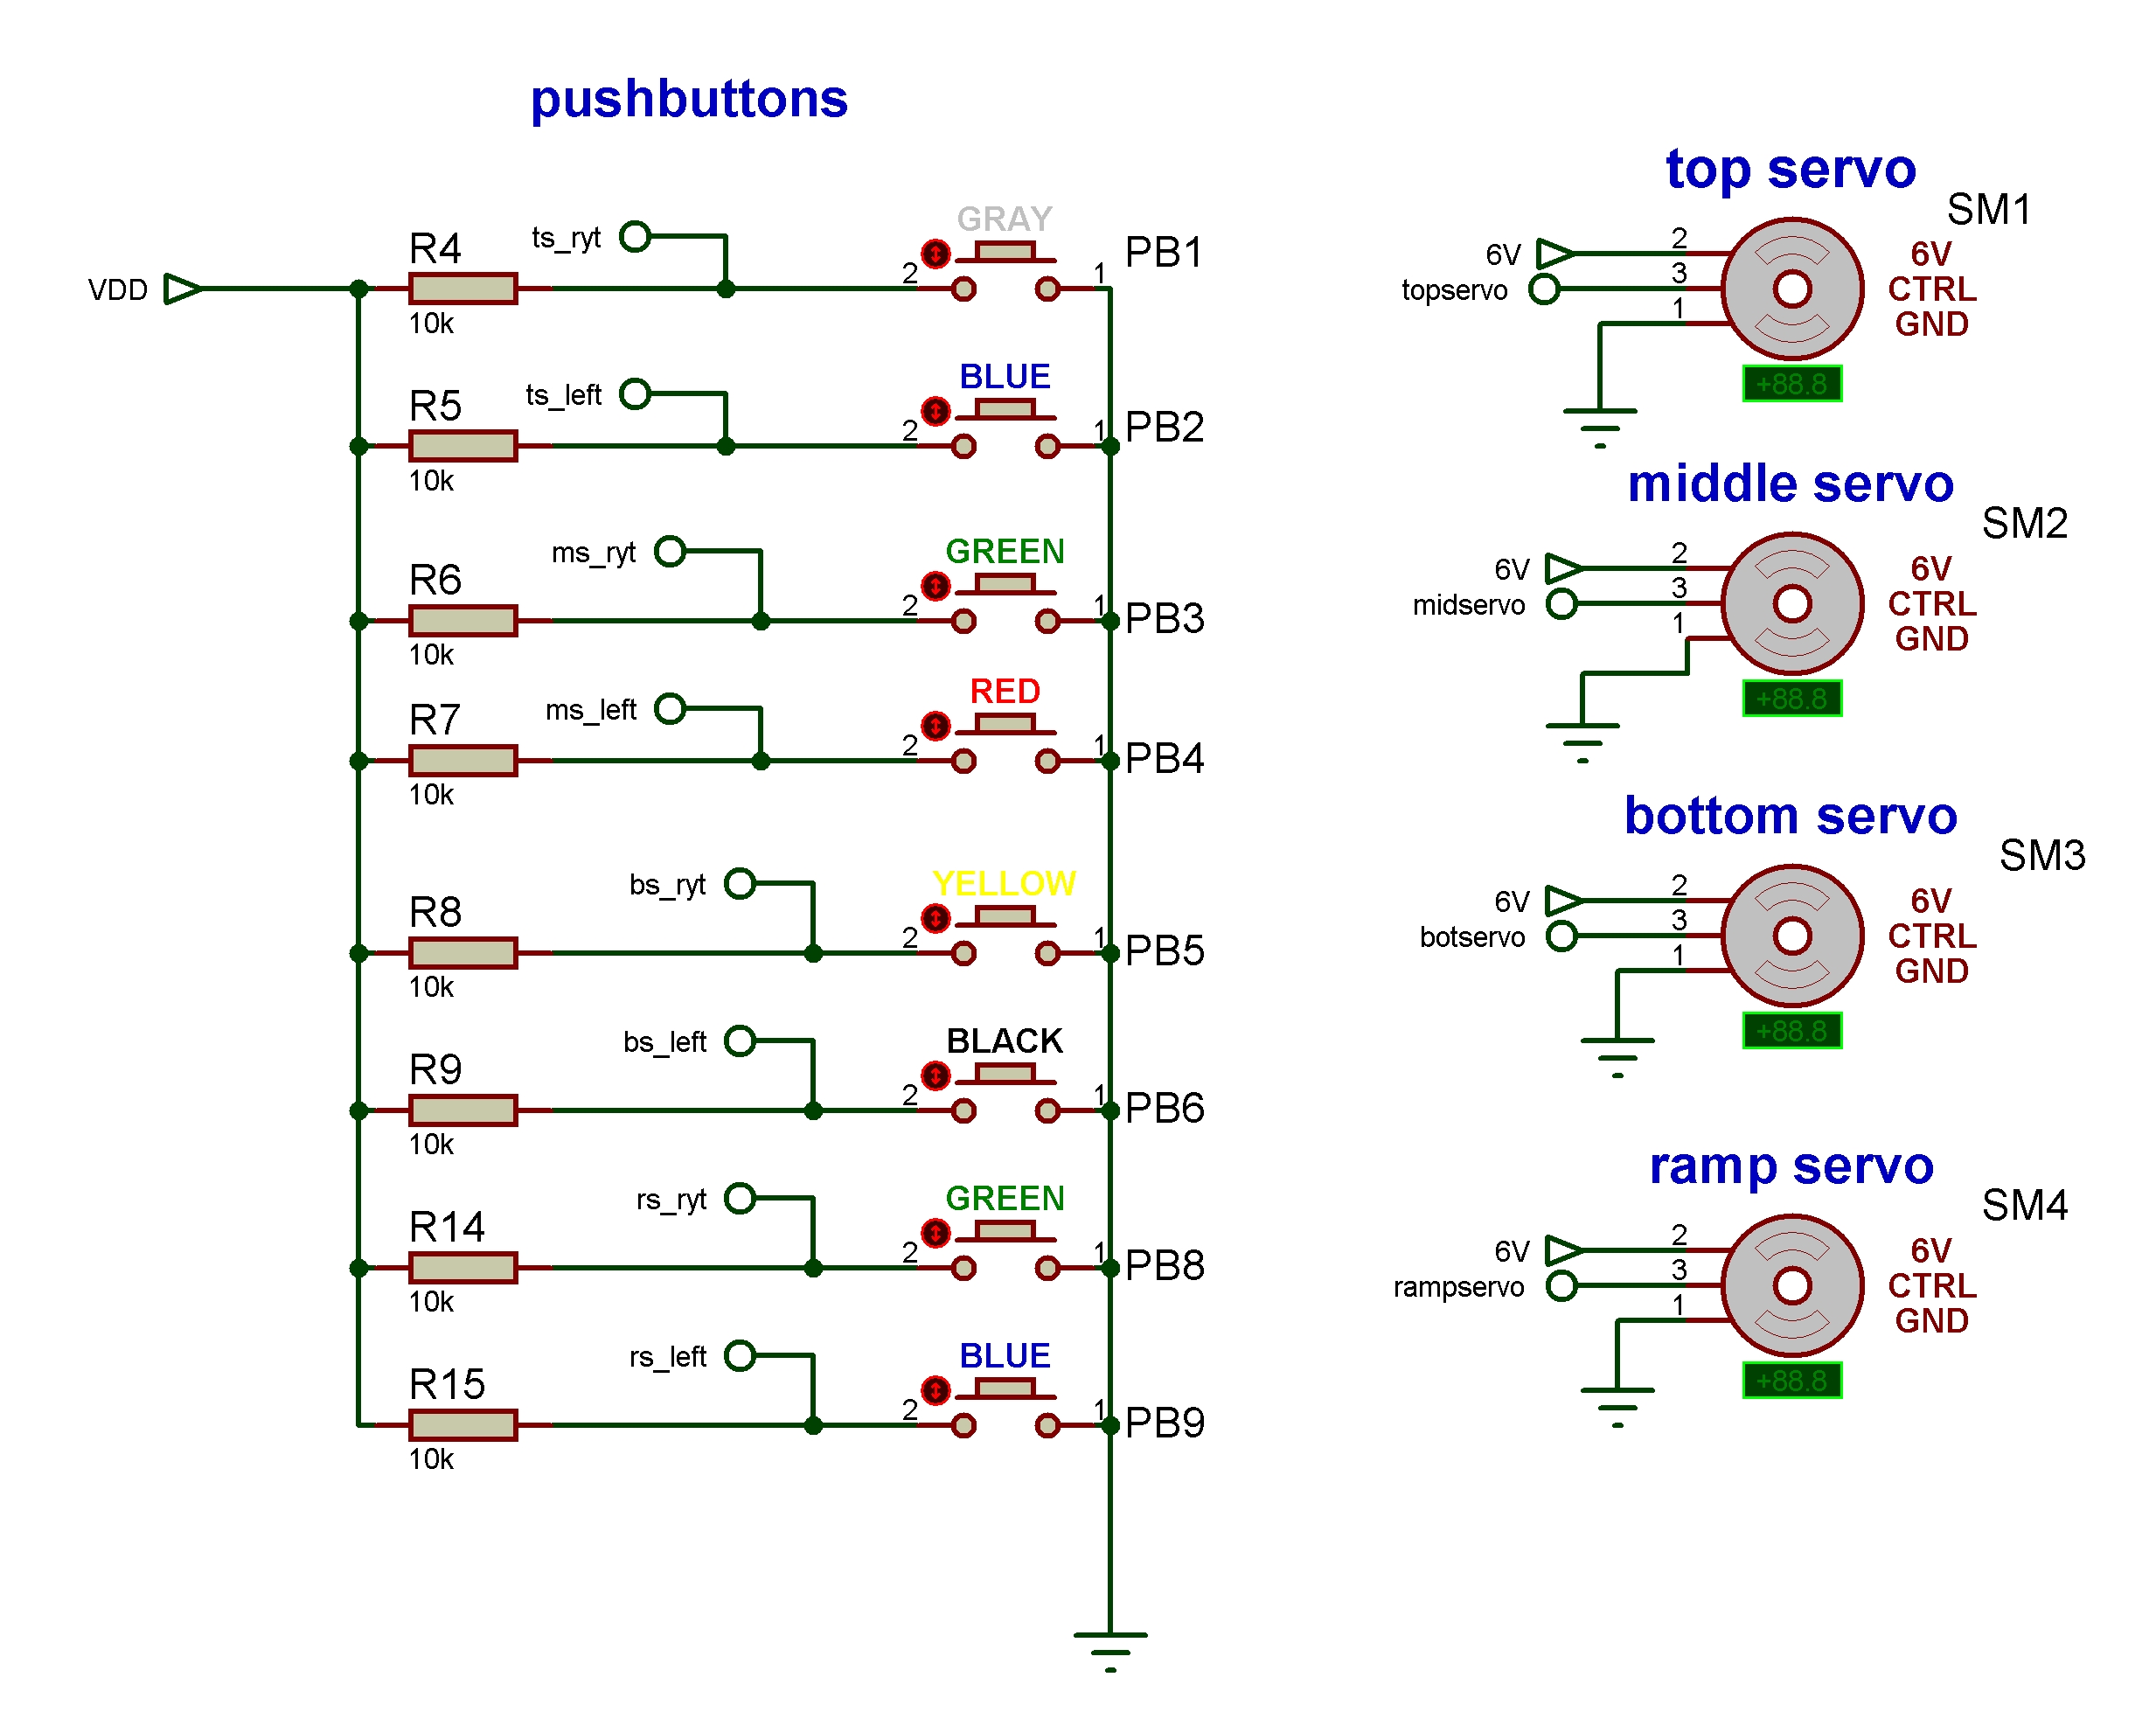 pushbuttons
VDD
R4
10k
ts_ryt
GRAY
2
1
PB1
R5
10k
ts_left
BLUE
2
1
PB2
R6
10k
ms_ryt
GREEN
2
1
PB3
R7
10k
ms_left
RED
2
1
PB4
R8
10k
bs_ryt
YELLOW
2
1
PB5
R9
10k
bs_left
BLACK
2
1
PB6
R14
10k
rs_ryt
GREEN
2
1
PB8
R15
10k
rs_left
BLUE
2
1
PB9
top servo
SM1
6V
2
6V
topservo
3
CTRL
1
GND
+88.8
middle servo
SM2
6V
2
6V
midservo
3
CTRL
1
GND
+88.8
bottom servo
SM3
6V
2
6V
botservo
3
CTRL
1
GND
+88.8
ramp servo
SM4
6V
2
6V
rampservo
3
CTRL
1
GND
+88.8